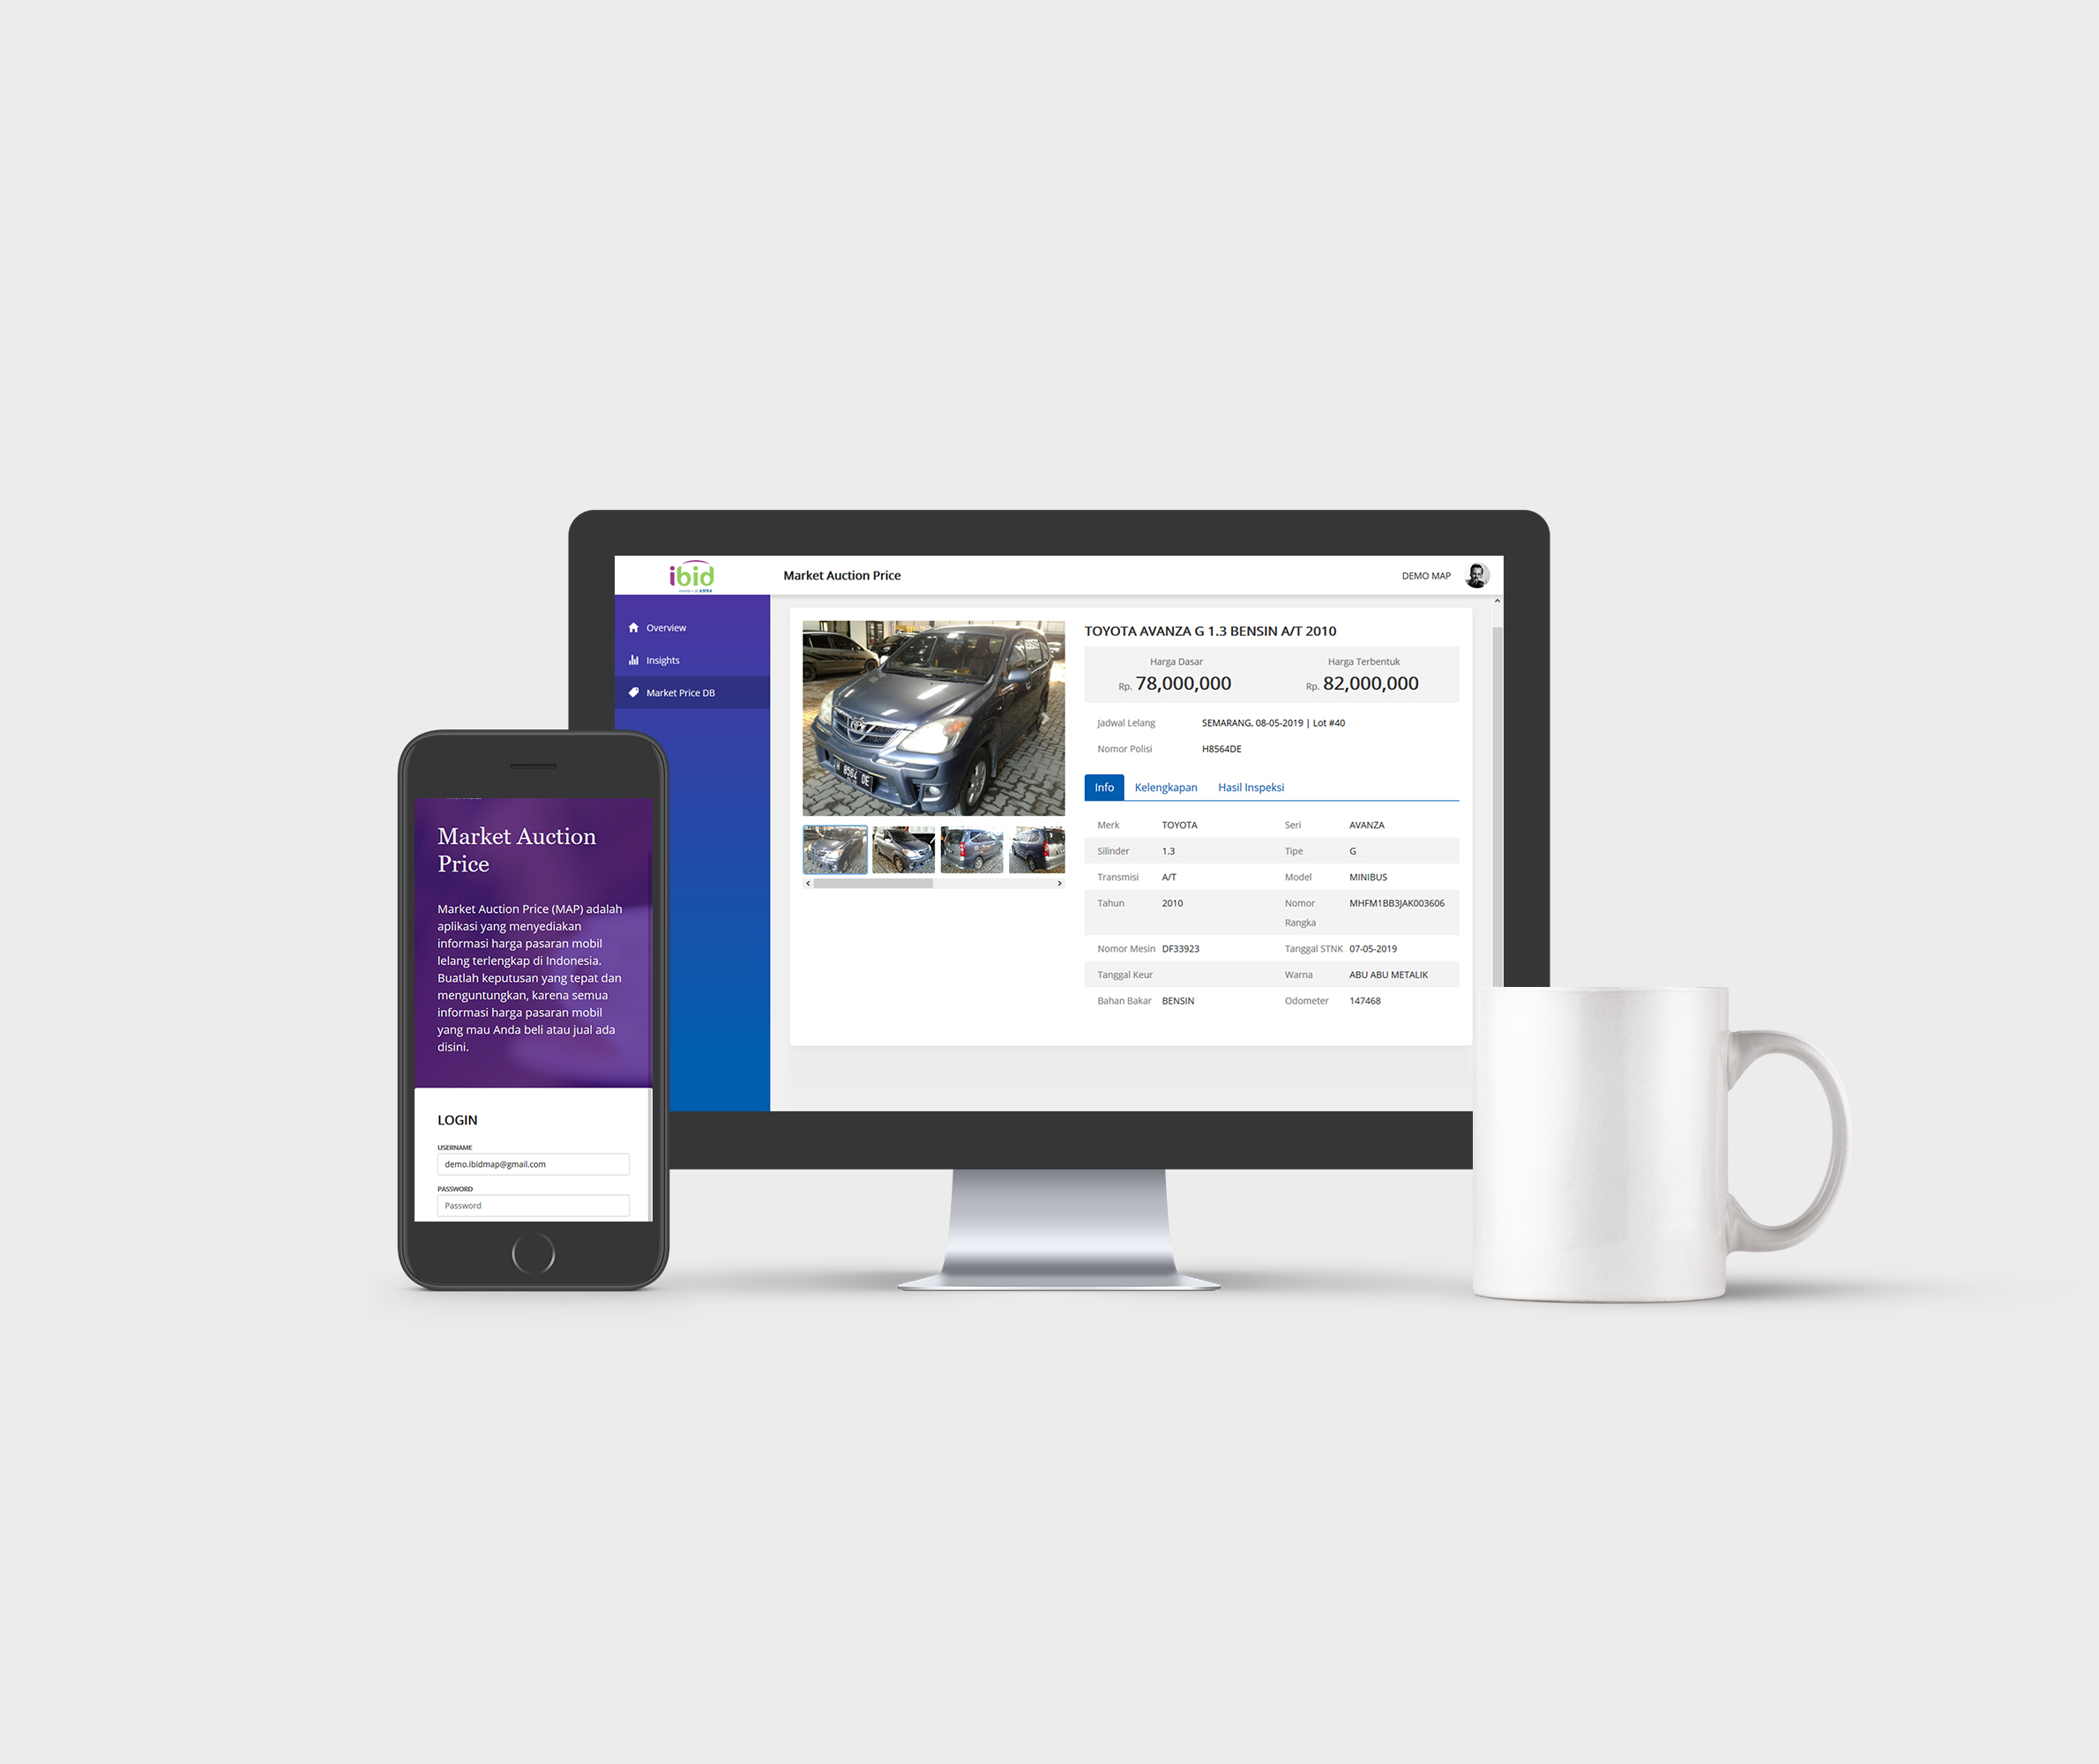 ibid
member of ASTRA
Market Auction Price
DEMO MAP
Overview
Insights
Market Price DB
H 8564 DE
TOYOTA AVANZA G 1.3 BENSIN A/T 2010
Harga Dasar
Harga Terbentuk
Rp. 78,000,000
Rp. 82,000,000
Jadwal Lelang SEMARANG, 08-05-2019 | Lot #40
Nomor Polisi H8564DE
Info Kelengkapan Hasil Inspeksi
Merk TOYOTA Seri AVANZA
Silinder 1.3 Tipe G
Transmisi A/T Model MINIBUS
Tahun 2010 Nomor Rangka MHFM1BB3JAK003606
Nomor Mesin DF33923 Tanggal STNK 07-05-2019
Tanggal Keur Warna ABU ABU METALIK
Bahan Bakar BENSIN Odometer 147468
Market Auction
Price
Market Auction Price (MAP) adalah
aplikasi yang menyediakan
informasi harga pasaran mobil
lelang terlengkap di Indonesia.
Buatlah keputusan yang tepat dan
menguntungkan, karena semua
informasi harga pasaran mobil
yang mau Anda beli atau jual ada
disini.
LOGIN
USERNAME
demo.ibidmap@gmail.com
PASSWORD
Password